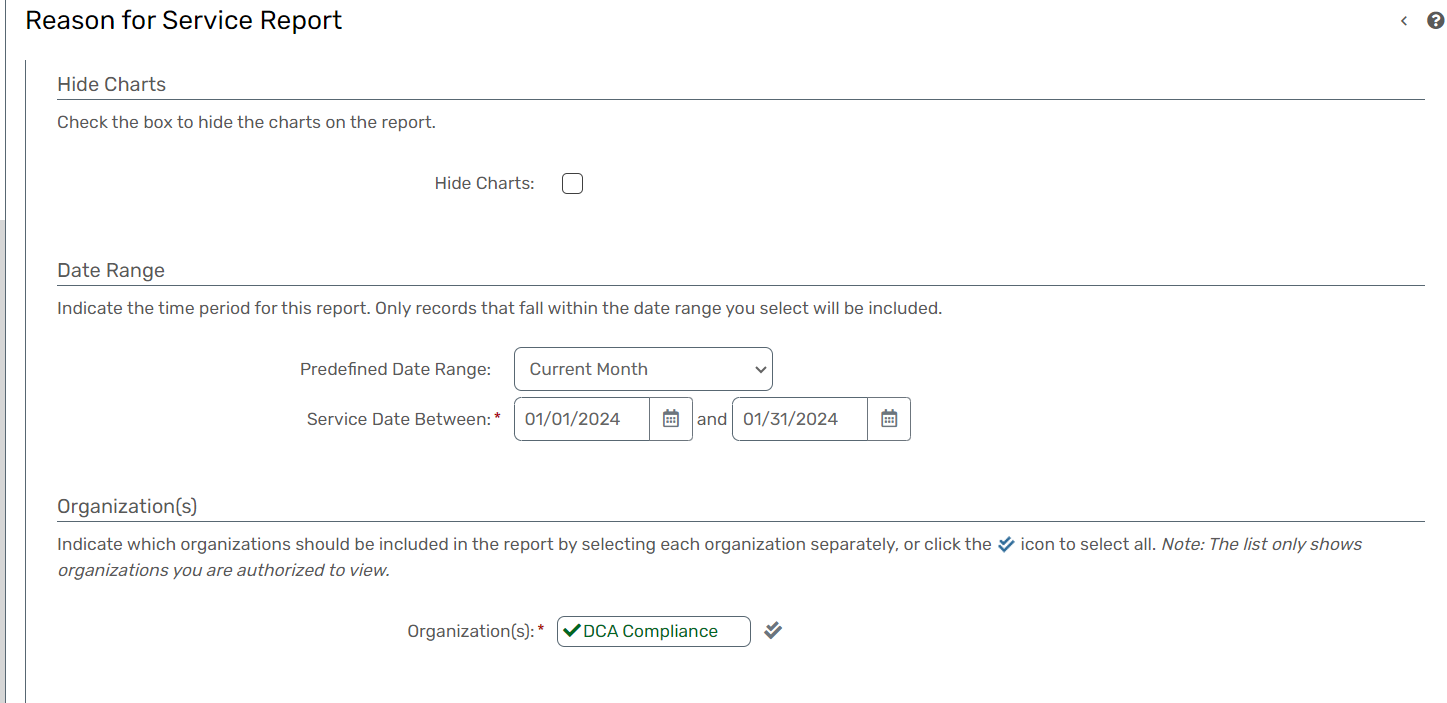 Reason for Service Report
Hide Charts
Check the box to hide the charts on the report.
Hide Charts:
Date Range
Indicate the time period for this report. Only records that fall within the date range you select will be included.
Predefined Date Range: Current Month
Service Date Between:* 01/01/2024 and 01/31/2024
Organization(s)
Indicate which organizations should be included in the report by selecting each organization separately, or click the icon to select all. Note: The list only shows
organizations you are authorized to view.
Organization(s):* DCA Compliance